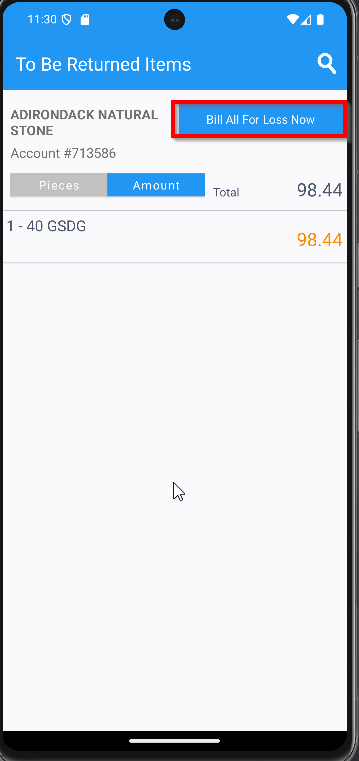 11:30
To Be Returned Items
ADIRONDACK NATURAL
STONE
Bill All For Loss Now
Account #713586
Pieces
Amount
Total
98.44
1 - 40 GSDG
98.44